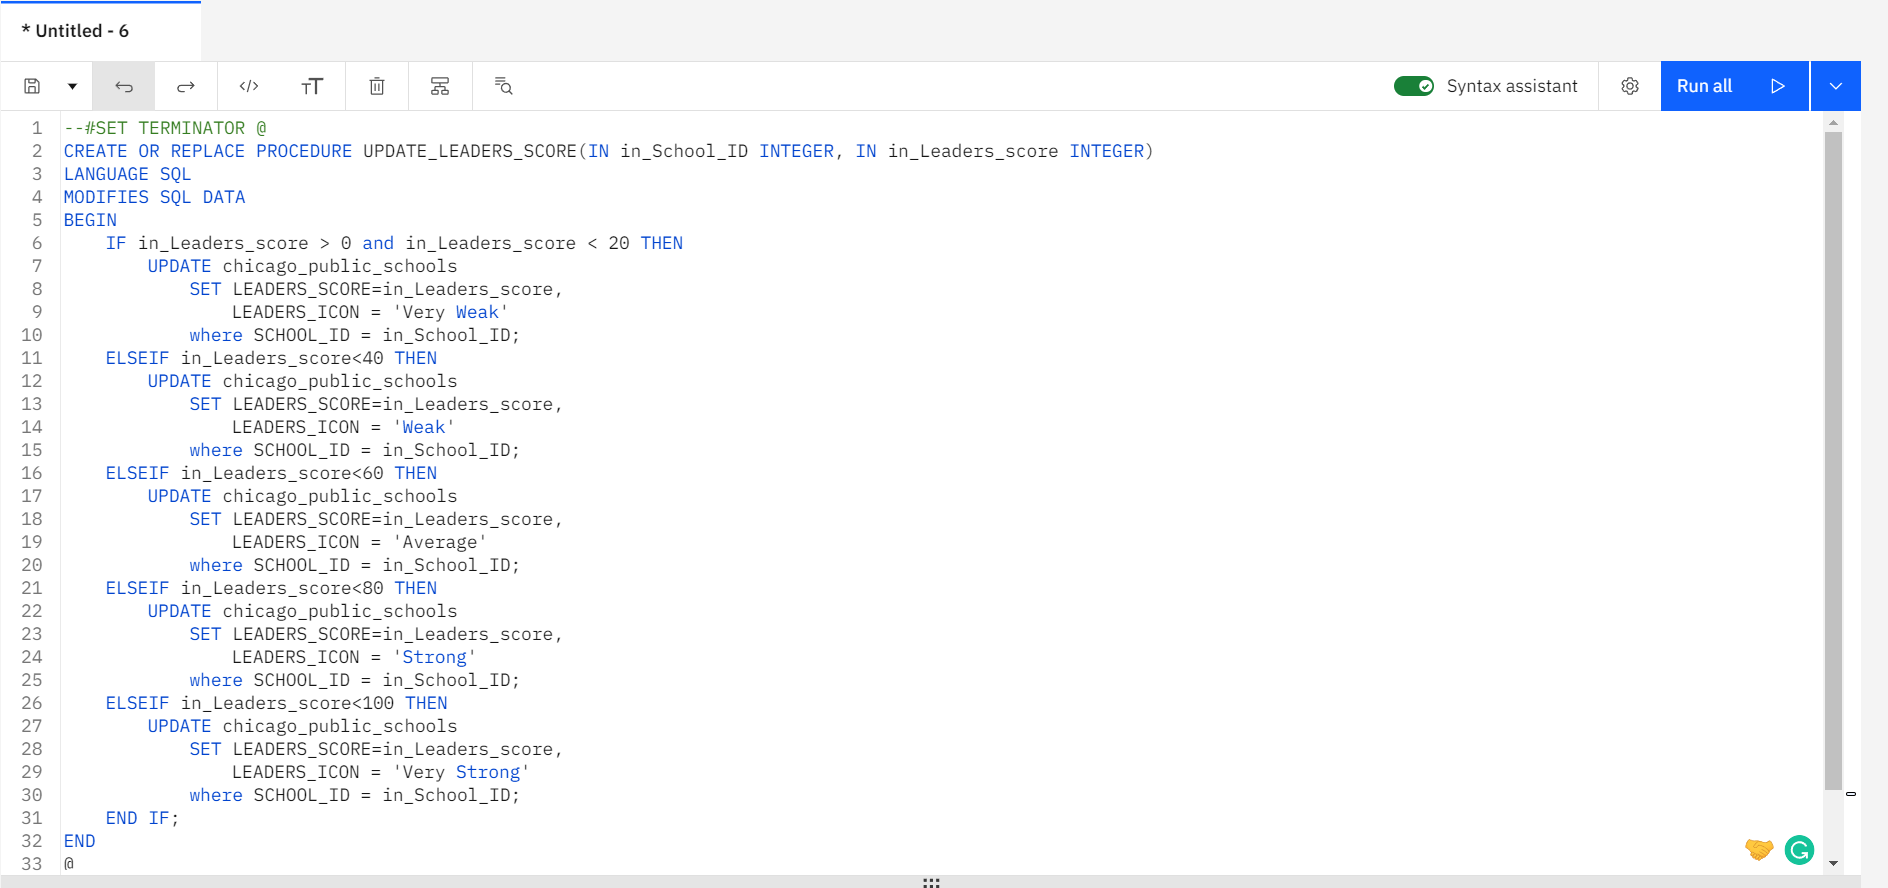 * Untitled - 6
Syntax assistant
Run all
1 --#SET TERMINATOR @
2 CREATE OR REPLACE PROCEDURE UPDATE_LEADERS_SCORE(IN in_School_ID INTEGER, IN in_Leaders_score INTEGER)
3 LANGUAGE SQL
4 MODIFIES SQL DATA
5 BEGIN
6 IF in_Leaders_score > 0 and in_Leaders_score < 20 THEN
7 UPDATE chicago_public_schools
8 SET LEADERS_SCORE=in_Leaders_score,
9 LEADERS_ICON = 'Very Weak'
10 where SCHOOL_ID = in_School_ID;
11 ELSEIF in_Leaders_score<40 THEN
12 UPDATE chicago_public_schools
13 SET LEADERS_SCORE=in_Leaders_score,
14 LEADERS_ICON = 'Weak'
15 where SCHOOL_ID = in_School_ID;
16 ELSEIF in_Leaders_score<60 THEN
17 UPDATE chicago_public_schools
18 SET LEADERS_SCORE=in_Leaders_score,
19 LEADERS_ICON = 'Average'
20 where SCHOOL_ID = in_School_ID;
21 ELSEIF in_Leaders_score<80 THEN
22 UPDATE chicago_public_schools
23 SET LEADERS_SCORE=in_Leaders_score,
24 LEADERS_ICON = 'Strong'
25 where SCHOOL_ID = in_School_ID;
26 ELSEIF in_Leaders_score<100 THEN
27 UPDATE chicago_public_schools
28 SET LEADERS_SCORE=in_Leaders_score,
29 LEADERS_ICON = 'Very Strong'
30 where SCHOOL_ID = in_School_ID;
31 END IF;
32 END
33 @